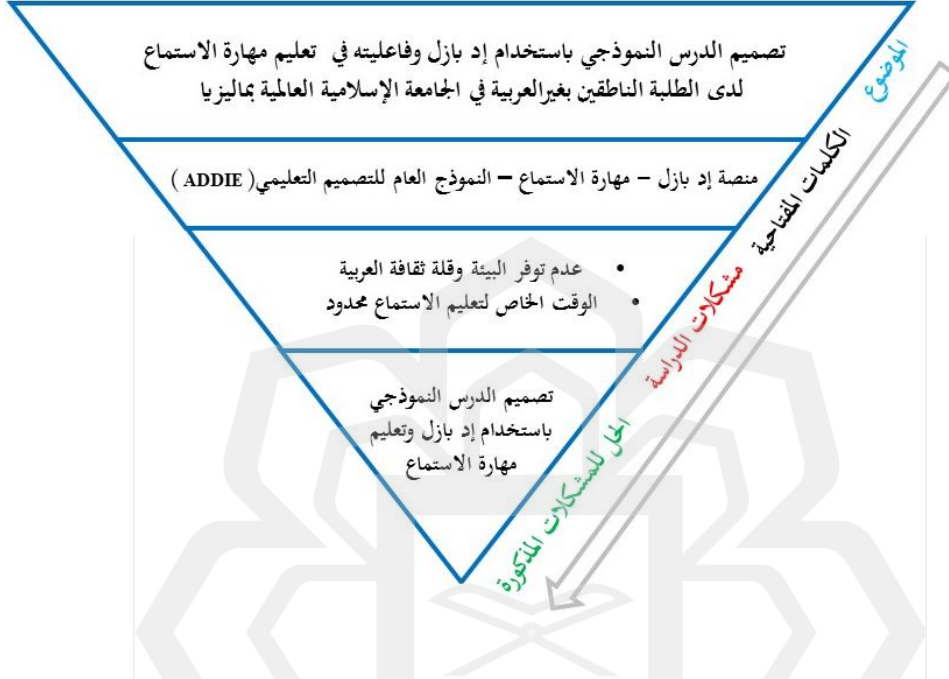 تصميم الدرس النموذجي باستخدام إد بازل وفاعليته في تعليم مهارة الاستماع
لدى الطلبة الناطقين بغيرالعربية في الجامعة الإسلامية العالمية بماليزيا
الموضوع
منصة إد بازل – مهارة الاستماع – النموذج العام للتصميم التعليمي( ADDIE )
الكلمات المفتاحية
• عدم توفر البيئة وقلة ثقافة العربية
• الوقت الخاص لتعليم الاستماع محدود
مشكلات الدراسة
تصميم الدرس النموذجي
باستخدام إد بازل وتعليم
مهارة الاستماع
الحل للمشكلات المذكورة